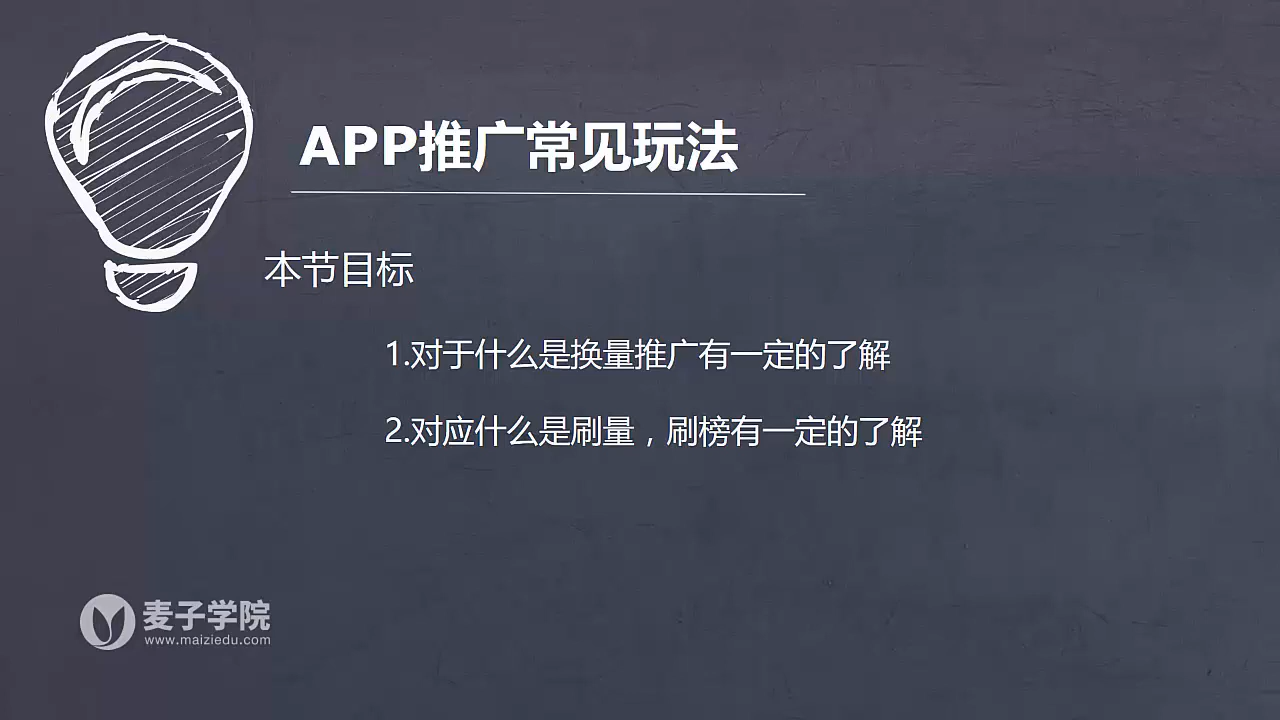 APP推广常见玩法
本节目标
1.对于什么是换量推广有一定的了解
2.对应什么是刷量，刷榜有一定的了解
麦子学院
www.maiziedu.com